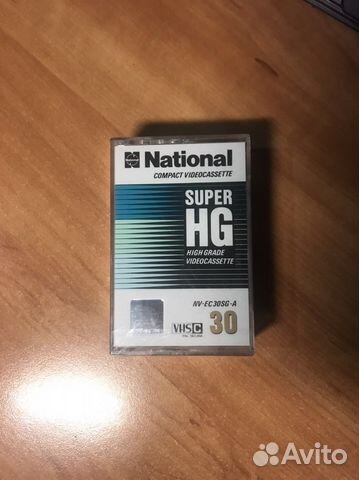 National
COMPACT VIDEOCASSETTE
SUPER
HG
HIGH GRADE
VIDEOCASSETTE
NV-EC30SG-A
VHS C 30
Avito